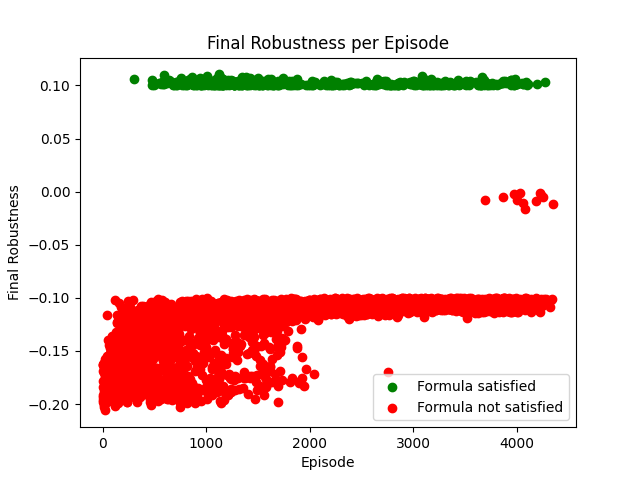 Final Robustness per Episode
Final Robustness
0.10
0.05
0.00
−0.05
−0.10
−0.15
−0.20
0
1000
2000
3000
4000
Episode
Formula satisfied
Formula not satisfied